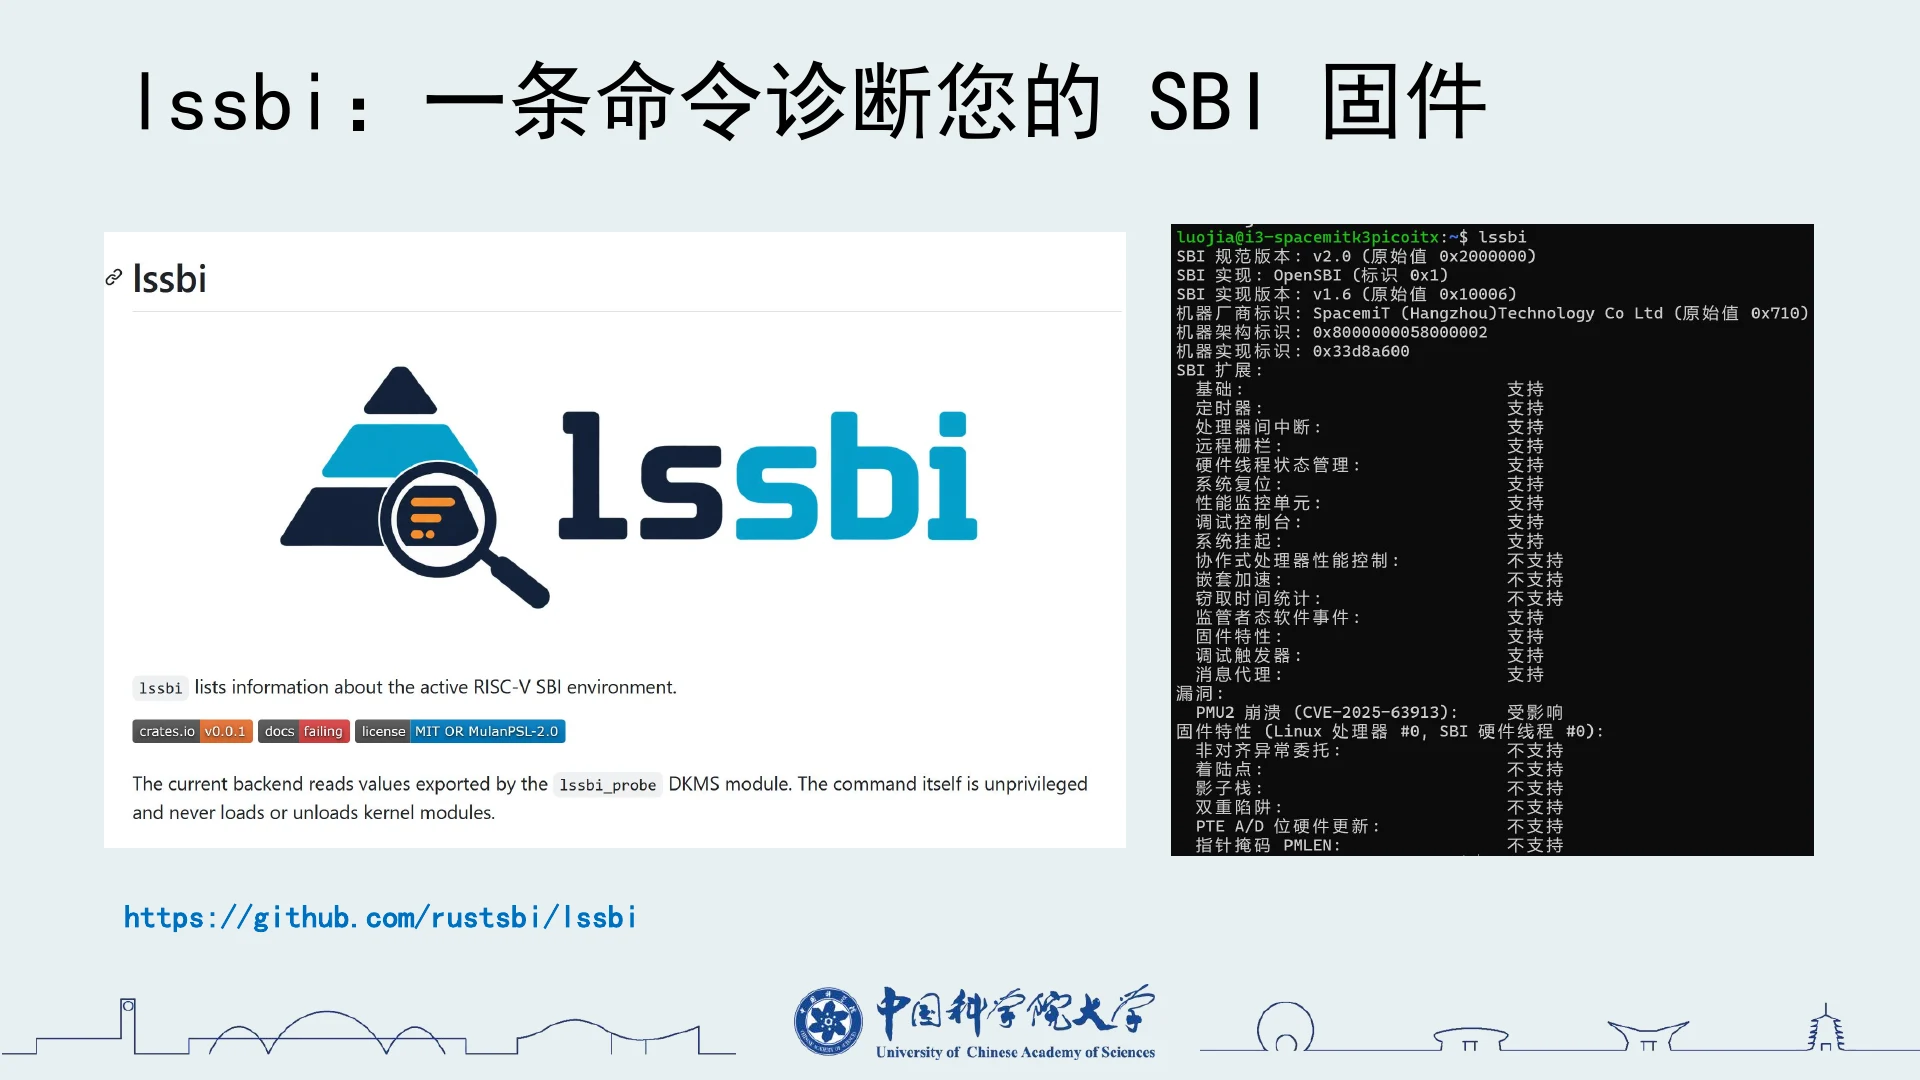 lssbi：一条命令诊断您的 SBI 固件
lssbi
lssbi
lssbi lists information about the active RISC-V SBI environment.
crates.io v0.0.1 docs failing license MIT OR MulanPSL-2.0
The current backend reads values exported by the lssbi_probe DKMS module. The command itself is unprivileged
and never loads or unloads kernel modules.
https://github.com/rustsbi/lssbi
luojia@i3-spacemitk3picoitx:~$ lssbi
SBI 规范版本: v2.0 (原始值 0x2000000)
SBI 实现: OpenSBI (标识 0x1)
SBI 实现版本: v1.6 (原始值 0x10006)
机器厂商标识: SpacemiT (Hangzhou)Technology Co Ltd (原始值 0x710)
机器架构标识: 0x8000000058000002
机器实现标识: 0x33d8a600
SBI 扩展:
基础: 支持
定时器: 支持
处理器间中断: 支持
远程栅栏: 支持
硬件线程状态管理: 支持
系统复位: 支持
性能监控单元: 支持
调试控制台: 支持
系统挂起: 支持
协作式处理器性能控制: 不支持
嵌套加速: 不支持
窃取时间统计: 不支持
监管者态软件事件: 支持
固件特性: 支持
调试触发器: 支持
消息代理: 支持
漏洞:
PMU2 崩溃 (CVE-2025-63913): 受影响
固件特性 (Linux 处理器 #0, SBI 硬件线程 #0):
非对齐异常委托: 不支持
着陆点: 不支持
影子栈: 不支持
双重陷阱: 不支持
PTE A/D 位硬件更新: 不支持
指针掩码 PMLEN: 不支持
中国科学院大学
University of Chinese Academy of Sciences